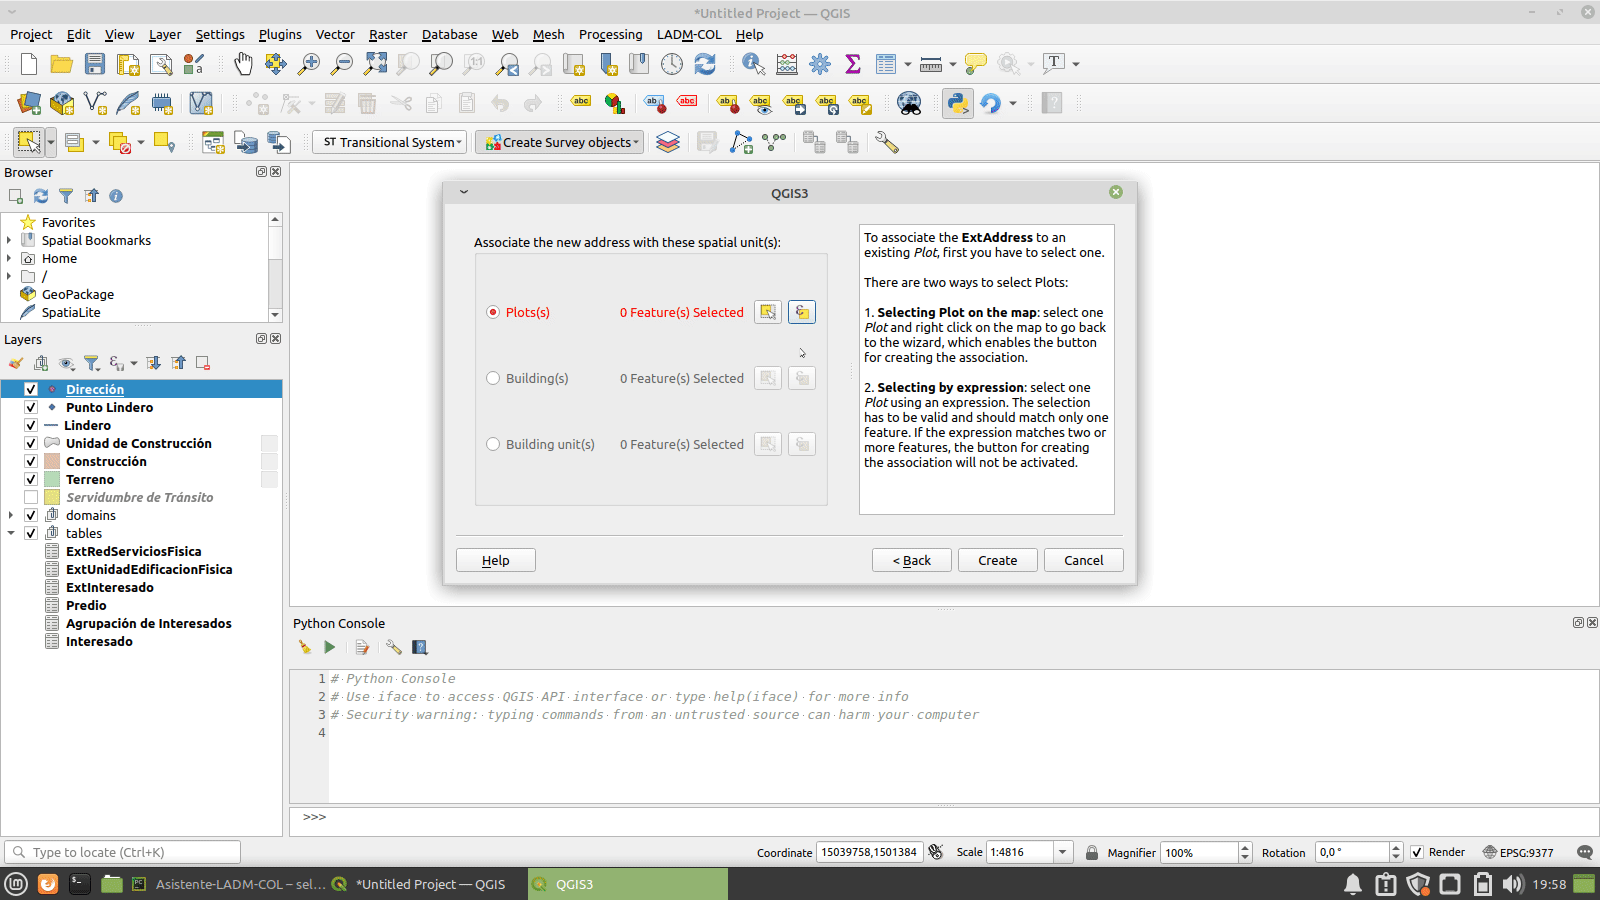 *Untitled Project — QGIS
Project Edit View Layer Settings Plugins Vector Raster Database Web Mesh Processing LADM-COL Help
ST Transitional System
Create Survey objects
Browser
Favorites
Spatial Bookmarks
Home
/
GeoPackage
SpatiaLite
Layers
Dirección
Punto Lindero
Lindero
Unidad de Construcción
Construcción
Terreno
Servidumbre de Tránsito
domains
tables
ExtRedServiciosFisica
ExtUnidadEdificacionFisica
ExtInteresado
Predio
Agrupación de Interesados
Interesado
QGIS3
Associate the new address with these spatial unit(s):
Plots(s) 0 Feature(s) Selected
Building(s) 0 Feature(s) Selected
Building unit(s) 0 Feature(s) Selected
To associate the ExtAddress to an
existing Plot, first you have to select one.
There are two ways to select Plots:
1. Selecting Plot on the map: select one
Plot and right click on the map to go back
to the wizard, which enables the button
for creating the association.
2. Selecting by expression: select one
Plot using an expression. The selection
has to be valid and should match only one
feature. If the expression matches two or
more features, the button for creating
the association will not be activated.
Help
< Back
Create
Cancel
Python Console
1 # Python Console
2 # Use iface to access QGIS API interface or type help(iface) for more info
3 # Security warning: typing commands from an untrusted source can harm your computer
4
>>>
Type to locate (Ctrl+K)
Coordinate 15039758,1501384 Scale 1:4816 Magnifier 100% Rotation 0,0 ° Render EPSG:9377
Asistente-LADM-COL – sel... *Untitled Project — QGIS QGIS3 19:58